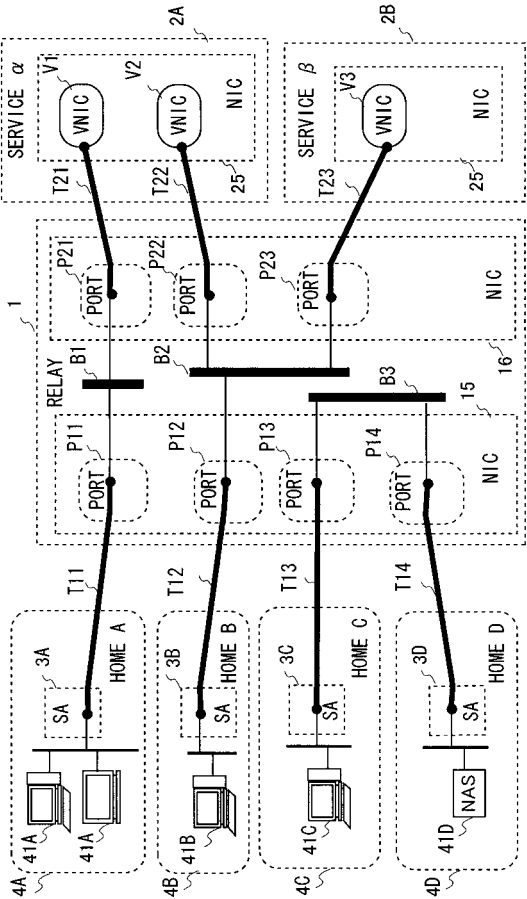 4A
41A
41A
3A
SA
HOME A
T11
4B
41B
3B
SA
HOME B
T12
4C
41C
3C
SA
HOME C
T13
4D
41D
NAS
3D
SA
HOME D
T14
1
RELAY
P11
PORT
P12
PORT
P13
PORT
P14
PORT
NIC
15
B1
B2
B3
P21
PORT
P22
PORT
P23
PORT
NIC
16
T21
T22
T23
SERVICE α
2A
V1
VNIC
V2
VNIC
NIC
25
SERVICE β
2B
V3
VNIC
NIC
25